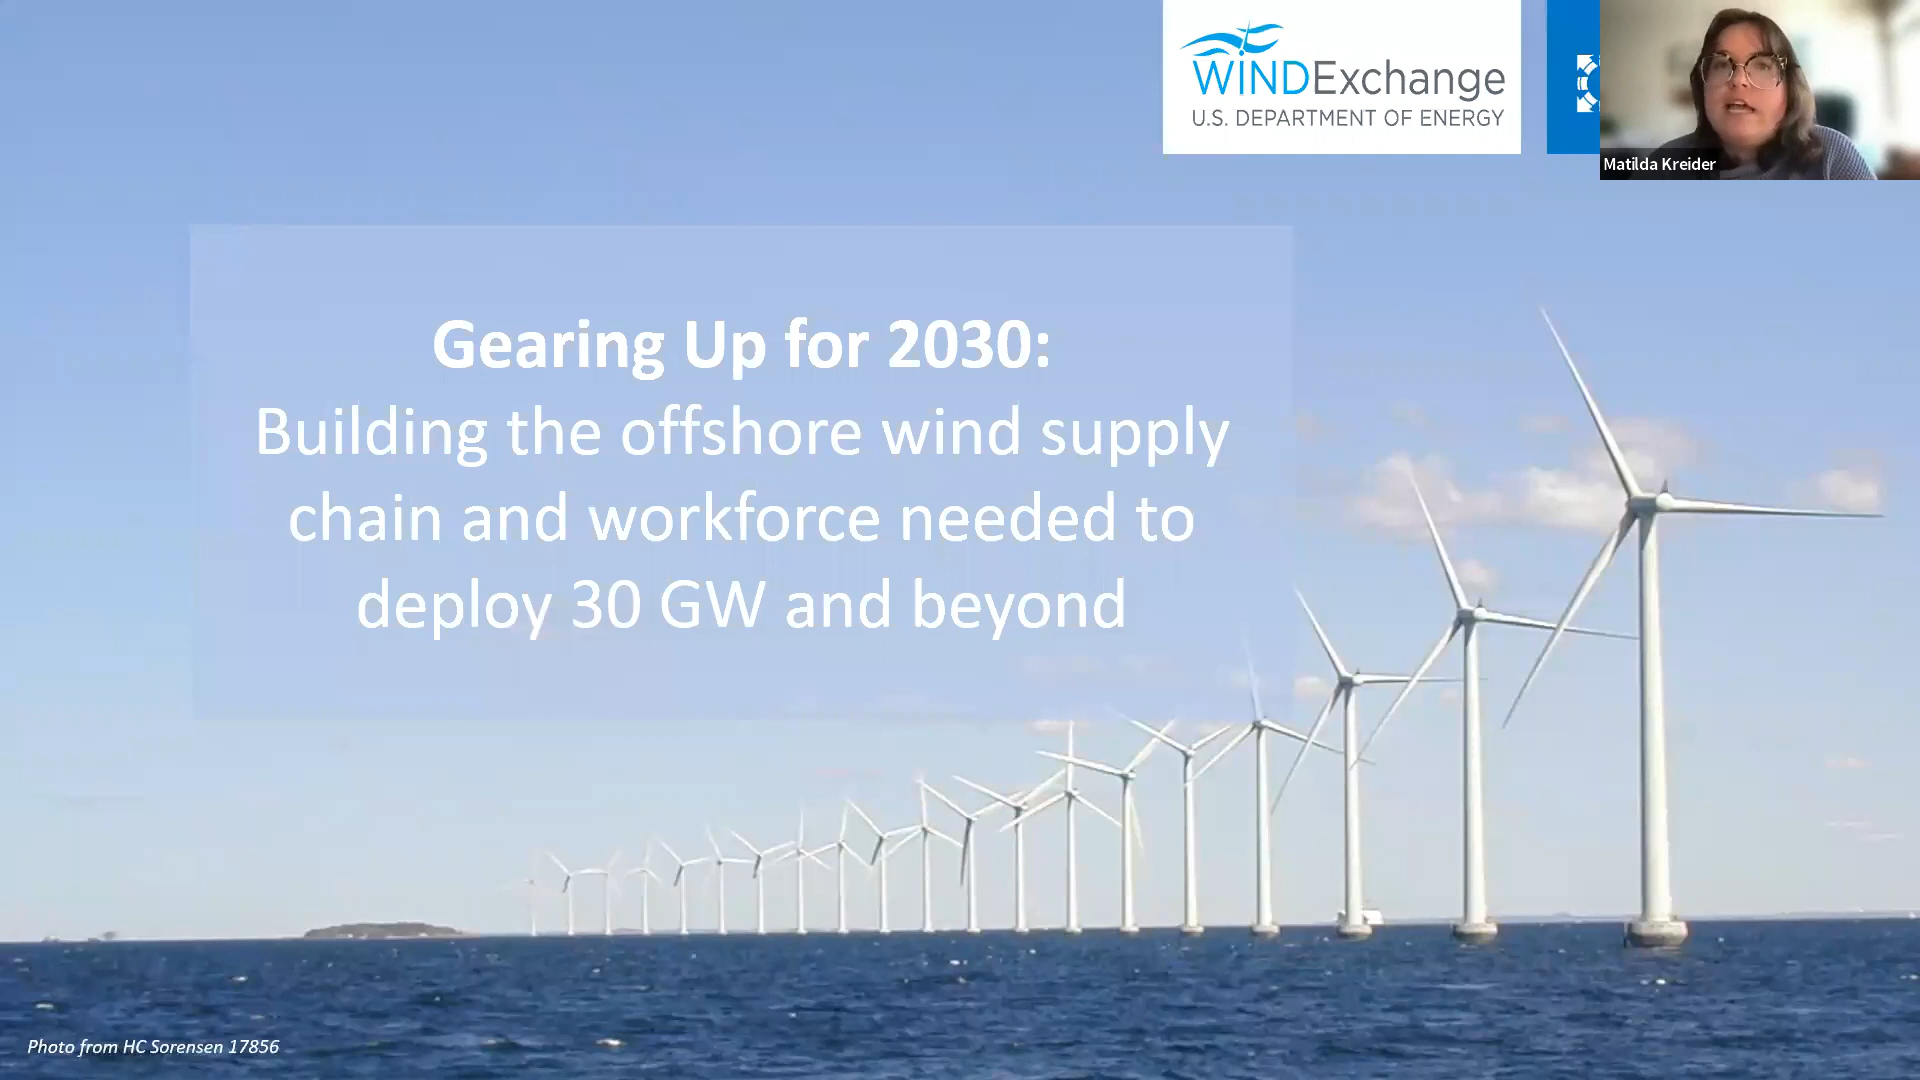 WINDExchange
U.S. DEPARTMENT OF ENERGY
Matilda Kreider
Gearing Up for 2030:
Building the offshore wind supply
chain and workforce needed to
deploy 30 GW and beyond
Photo from HC Sorensen 17856